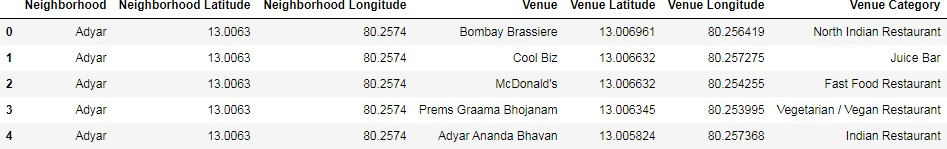 Neighborhood Neighborhood Latitude Neighborhood Longitude Venue Venue Latitude Venue Longitude Venue Category
0 Adyar 13.0063 80.2574 Bombay Brassiere 13.006961 80.256419 North Indian Restaurant
1 Adyar 13.0063 80.2574 Cool Biz 13.006632 80.257275 Juice Bar
2 Adyar 13.0063 80.2574 McDonald's 13.006632 80.254255 Fast Food Restaurant
3 Adyar 13.0063 80.2574 Prems Graama Bhojanam 13.006345 80.253995 Vegetarian / Vegan Restaurant
4 Adyar 13.0063 80.2574 Adyar Ananda Bhavan 13.005824 80.257368 Indian Restaurant